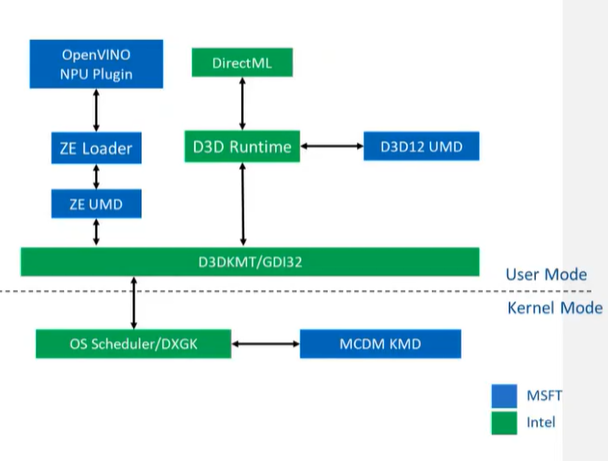 OpenVINO
NPU Plugin
DirectML
ZE Loader
D3D Runtime
D3D12 UMD
ZE UMD
D3DKMT/GDI32
User Mode
Kernel Mode
OS Scheduler/DXGK
MCDM KMD
MSFT
Intel